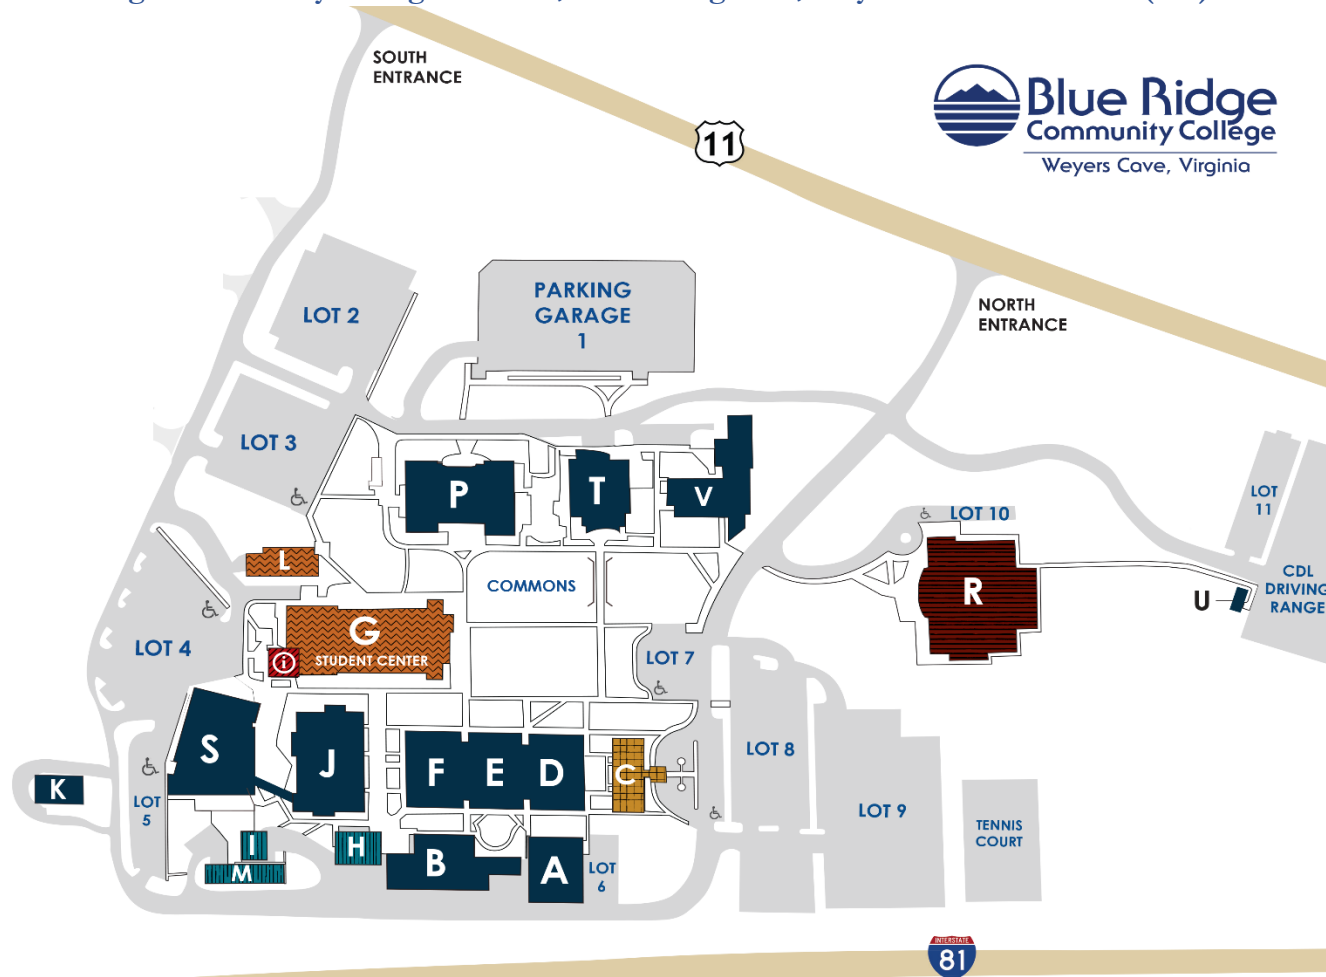 SOUTH
ENTRANCE
11
Blue Ridge
Community College
Weyers Cave, Virginia
PARKING
GARAGE
1
LOT 2
NORTH
ENTRANCE
LOT 3
P
T
V
LOT
11
LOT 10
L
COMMONS
CDL
DRIVING
RANGE
R
U
G
STUDENT CENTER
i
LOT 4
LOT 7
S
J
F
E
D
C
LOT 8
K
LOT
5
LOT 9
TENNIS
COURT
I
H
M
B
A
LOT
6
INTERSTATE
81